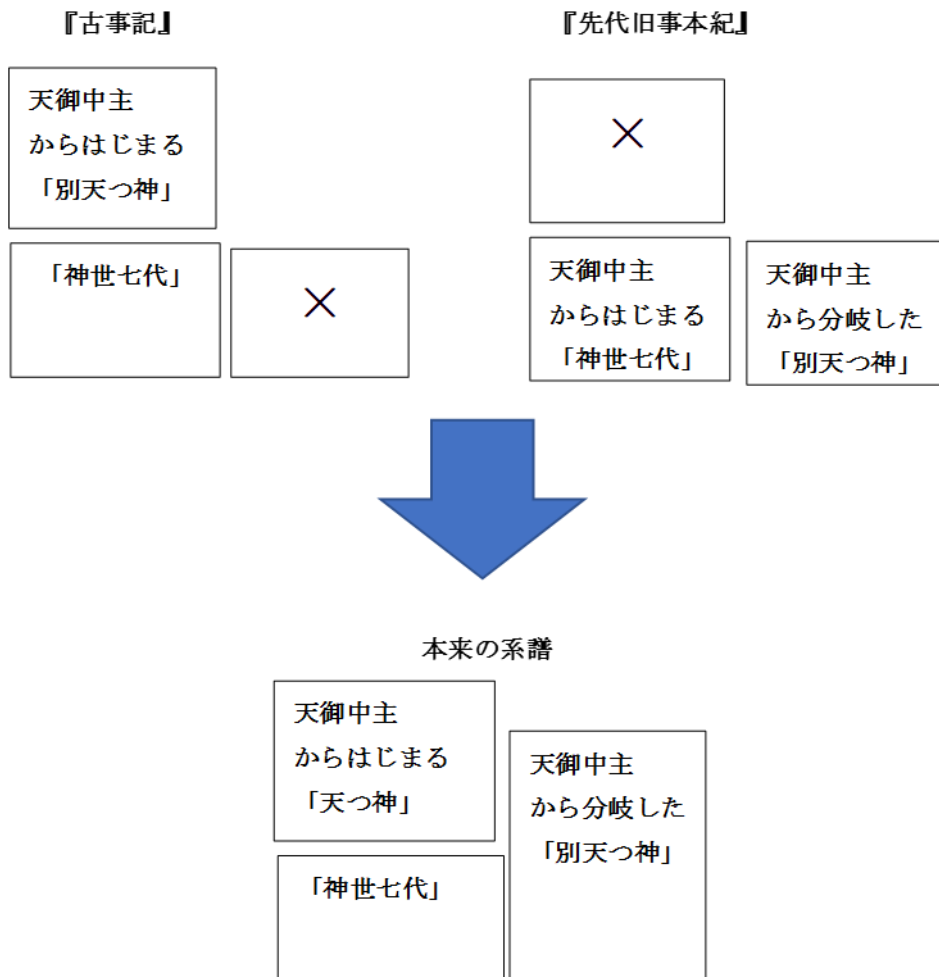 『古事記』
天御中主
からはじまる
「別天つ神」
「神世七代」
×
『先代旧事本紀』
×
天御中主
からはじまる
「神世七代」
天御中主
から分岐した
「別天つ神」
本来の系譜
天御中主
からはじまる
「天つ神」
「神世七代」
天御中主
から分岐した
「別天つ神」